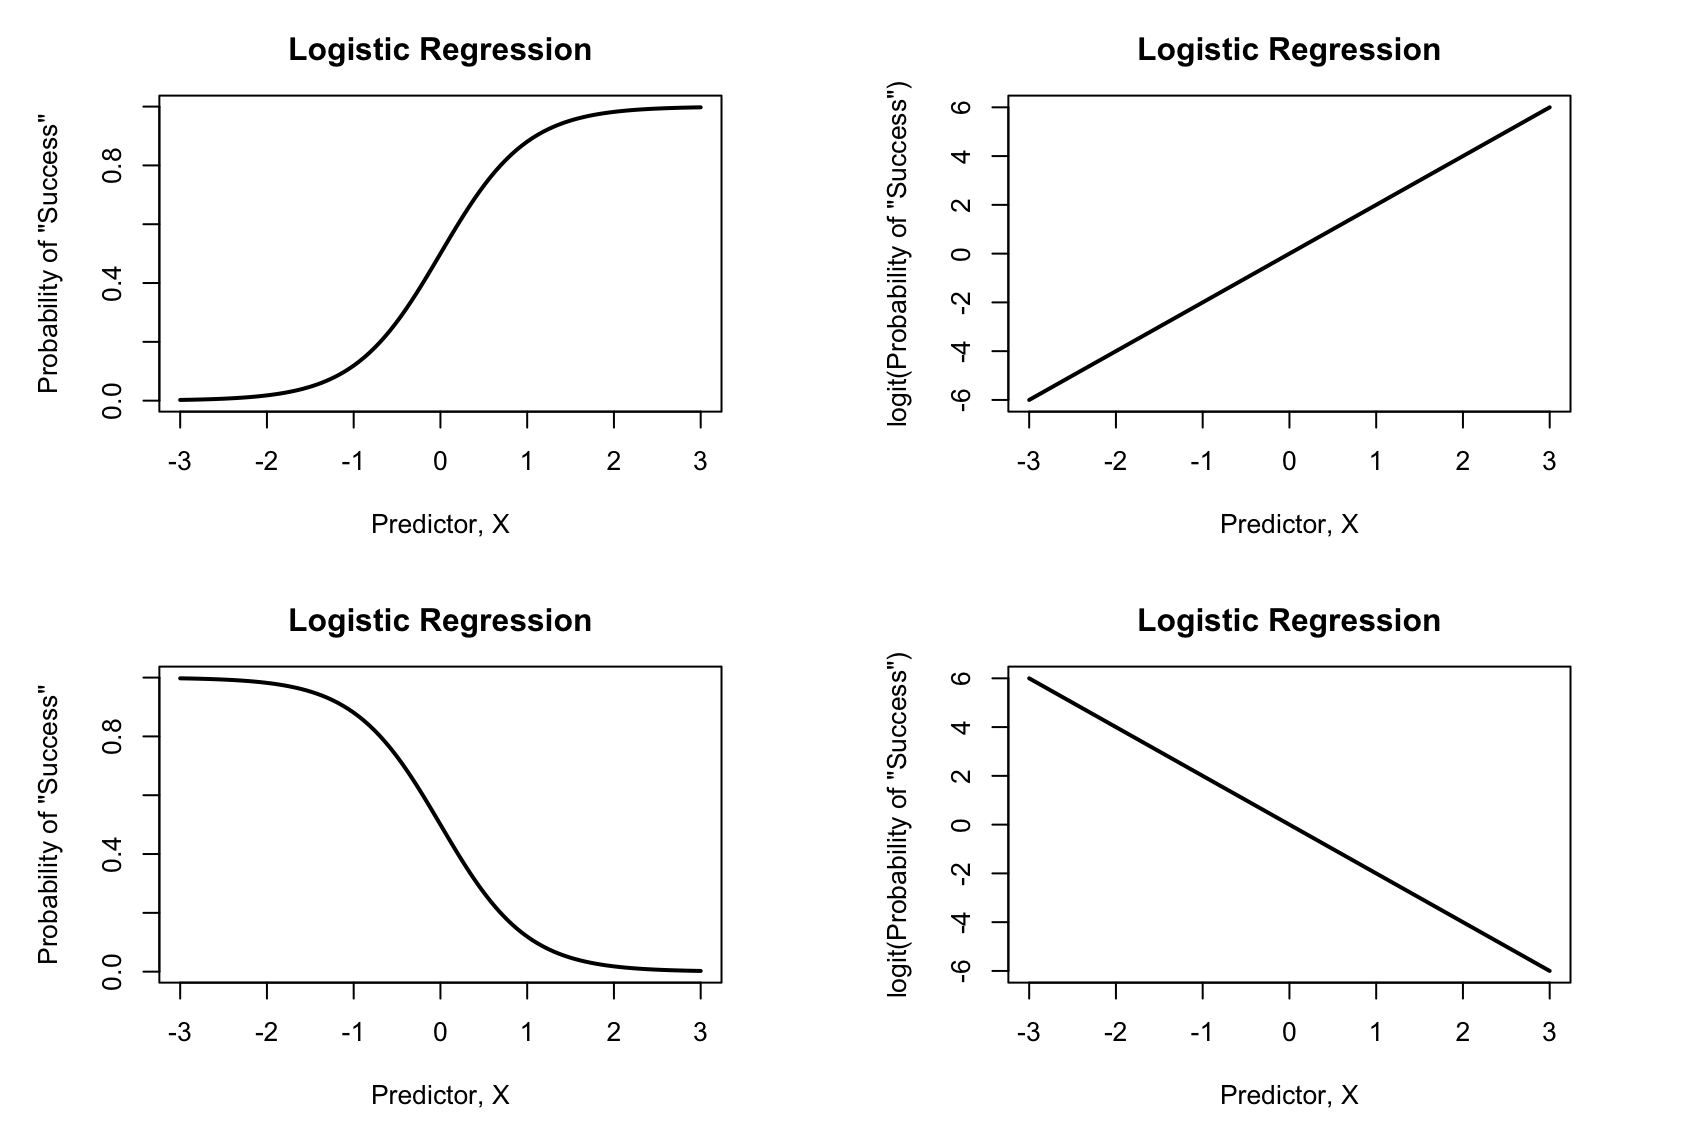 Logistic Regression
Probability of "Success"
0.8
0.4
0.0
-3 -2 -1 0 1 2 3
Predictor, X
Logistic Regression
logit(Probability of "Success")
6
4
2
0
-2
-4
-6
-3 -2 -1 0 1 2 3
Predictor, X
Logistic Regression
Probability of "Success"
0.8
0.4
0.0
-3 -2 -1 0 1 2 3
Predictor, X
Logistic Regression
logit(Probability of "Success")
6
4
2
0
-2
-4
-6
-3 -2 -1 0 1 2 3
Predictor, X